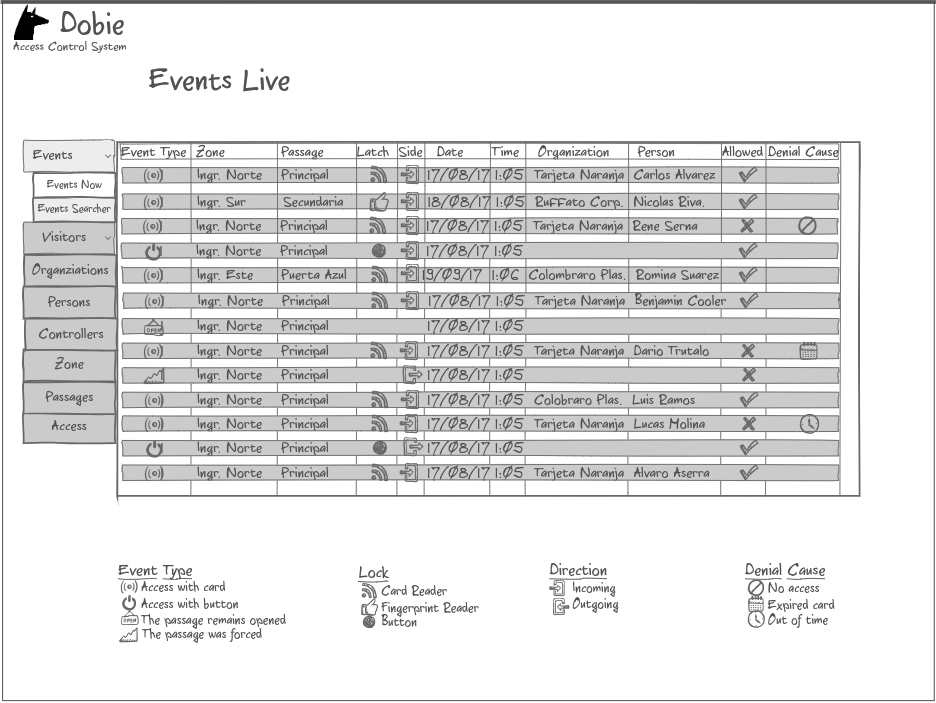 Dobie
Access Control System
Events Live
Events
Events Now
Events Searcher
Visitors
Organziations
Persons
Controllers
Zone
Passages
Access
Event Type Zone Passage Latch Side Date Time Organization Person Allowed Denial Cause
Ingr. Norte Principal 17/08/17 1:05 Tarjeta Naranja Carlos Alvarez
Ingr. Sur Secundaria 18/08/17 1:05 Ruffato Corp. Nicolas Riva.
Ingr. Norte Principal 17/08/17 1:05 Tarjeta Naranja Rene Serna
Ingr. Norte Principal 17/08/17 1:05
Ingr. Este Puerta Azul 19/09/17 1:06 Colombraro Plas. Romina Suarez
Ingr. Norte Principal 17/08/17 1:05 Tarjeta Naranja Benjamin Cooler
OPEN Ingr. Norte Principal 17/08/17 1:05
Ingr. Norte Principal 17/08/17 1:05 Tarjeta Naranja Dario Trutalo
Ingr. Norte Principal 17/08/17 1:05
Ingr. Norte Principal 17/08/17 1:05 Colobraro Plas. Luis Ramos
Ingr. Norte Principal 17/08/17 1:05 Tarjeta Naranja Lucas Molina
Ingr. Norte Principal 17/08/17 1:05
Ingr. Norte Principal 17/08/17 1:05 Tarjeta Naranja Alvaro Aserra
Event Type
Access with card
Access with button
OPEN The passage remains opened
The passage was forced
Lock
Card Reader
Fingerprint Reader
Button
Direction
Incoming
Outgoing
Denial Cause
No access
Expired card
Out of time